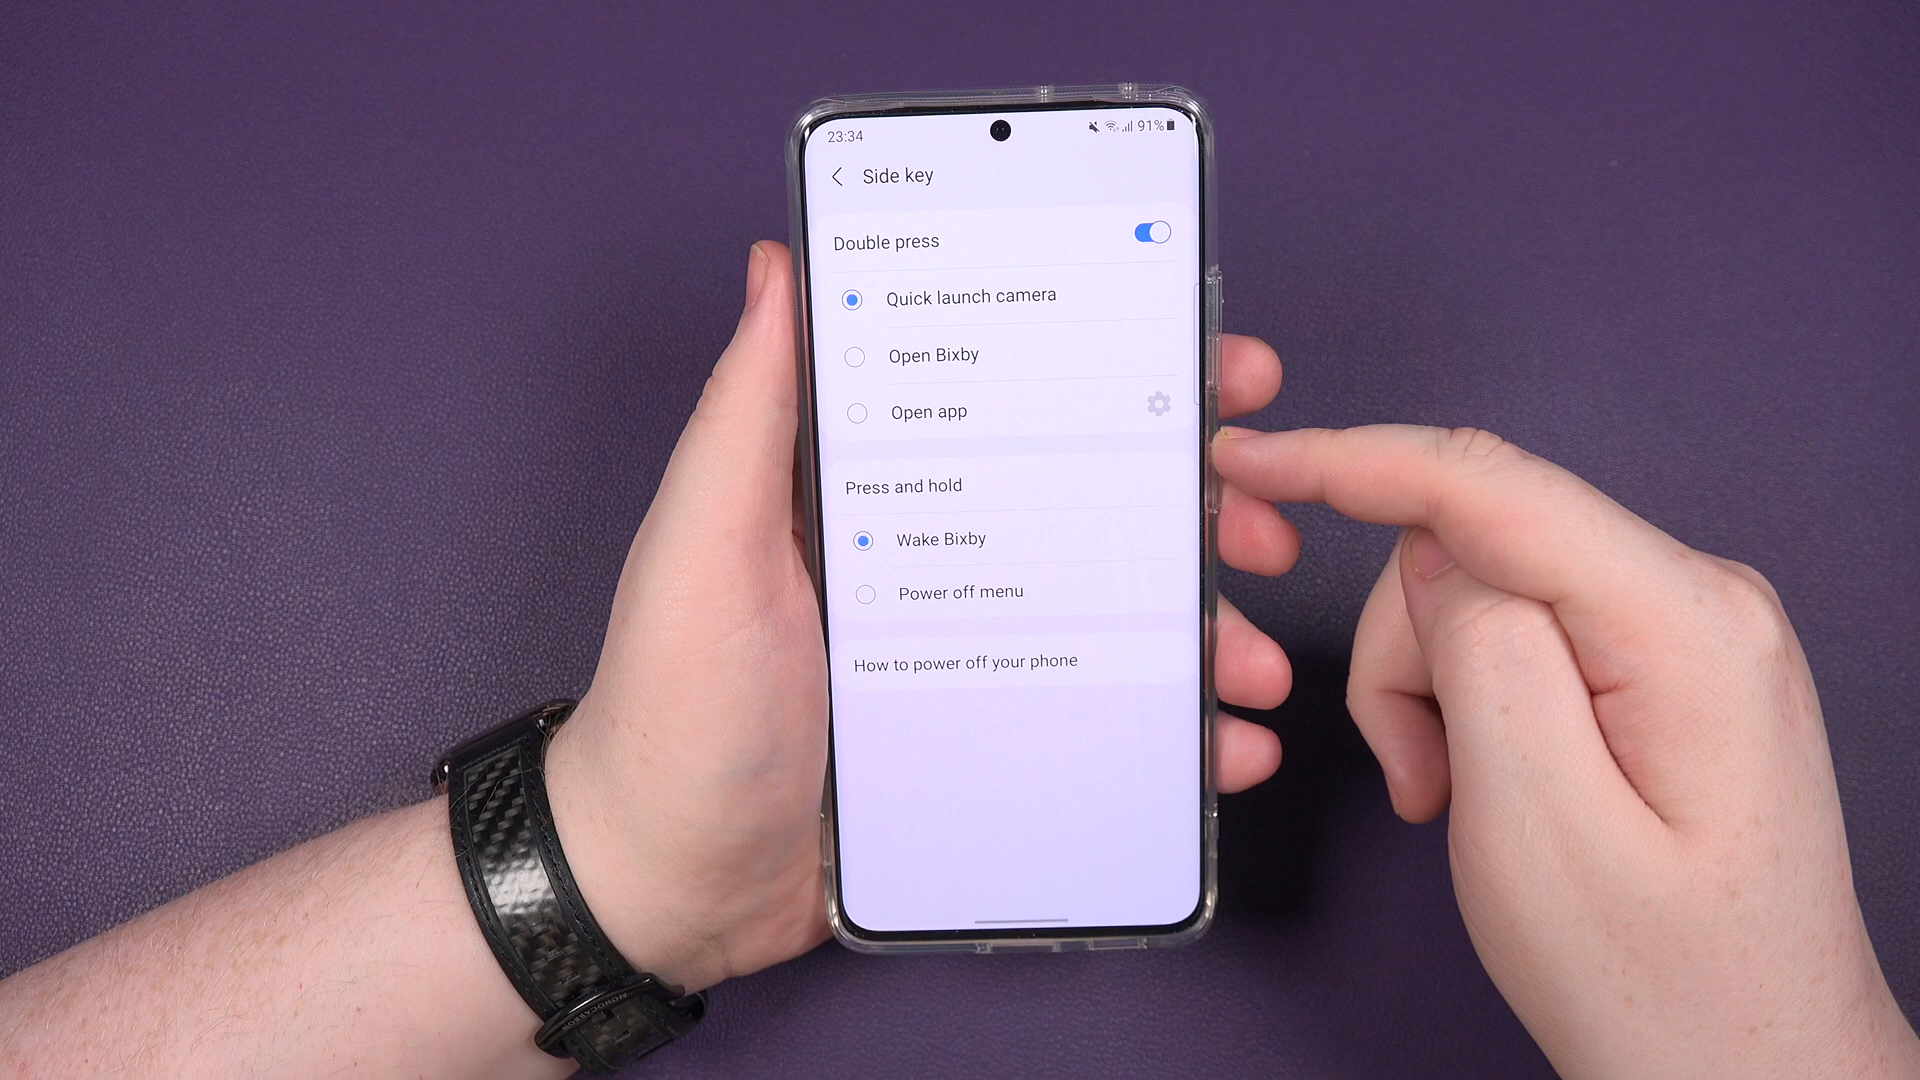 23:34
91%
Side key
Double press
Quick launch camera
Open Bixby
Open app
Press and hold
Wake Bixby
Power off menu
How to power off your phone
MONOCARBON